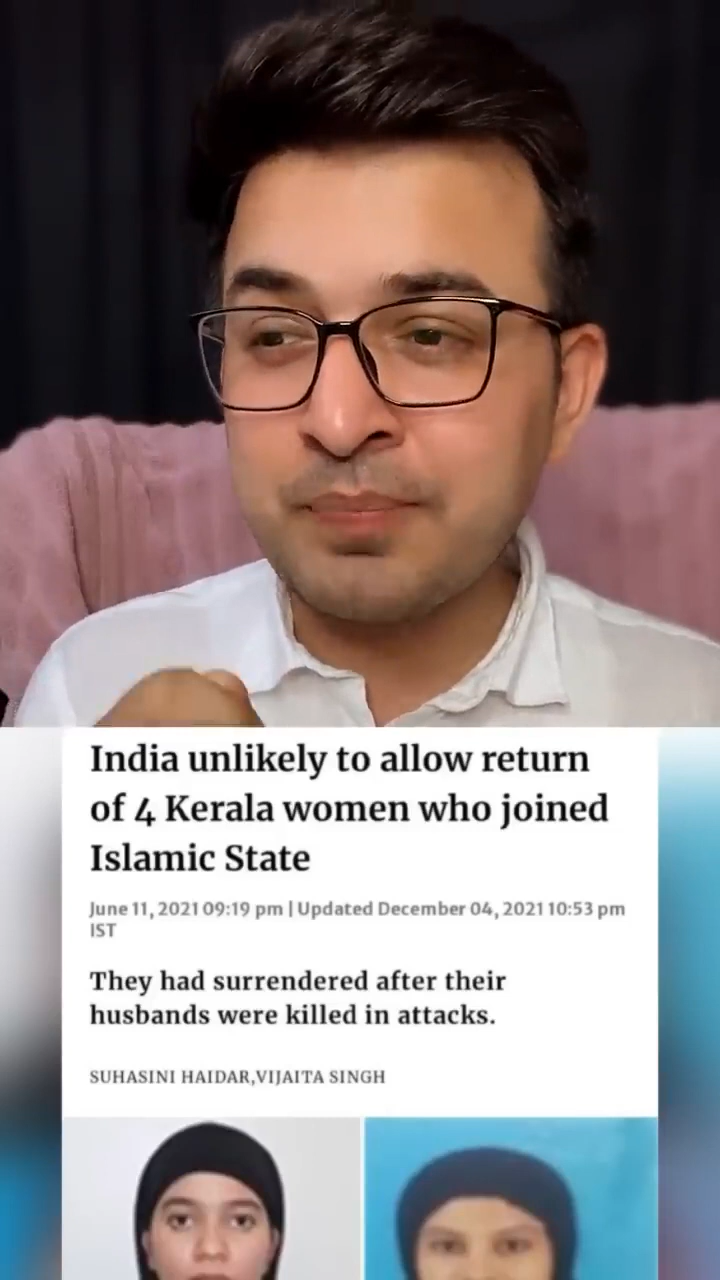 India unlikely to allow return
of 4 Kerala women who joined
Islamic State
June 11, 2021 09:19 pm | Updated December 04, 2021 10:53 pm
IST
They had surrendered after their
husbands were killed in attacks.
SUHASINI HAIDAR,VIJAITA SINGH